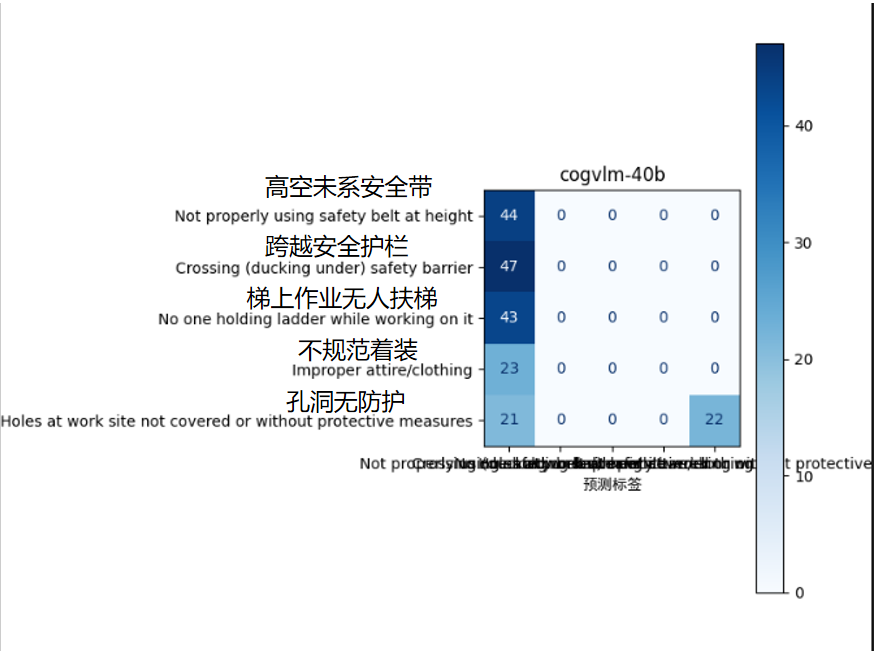 cogvlm-40b
高空未系安全带
Not properly using safety belt at height
跨越安全护栏
Crossing (ducking under) safety barrier
梯上作业无人扶梯
No one holding ladder while working on it
不规范着装
Improper attire/clothing
孔洞无防护
Holes at work site not covered or without protective measures
44 0 0 0 0
47 0 0 0 0
43 0 0 0 0
23 0 0 0 0
21 0 0 0 22
预测标签
40
30
20
10
0